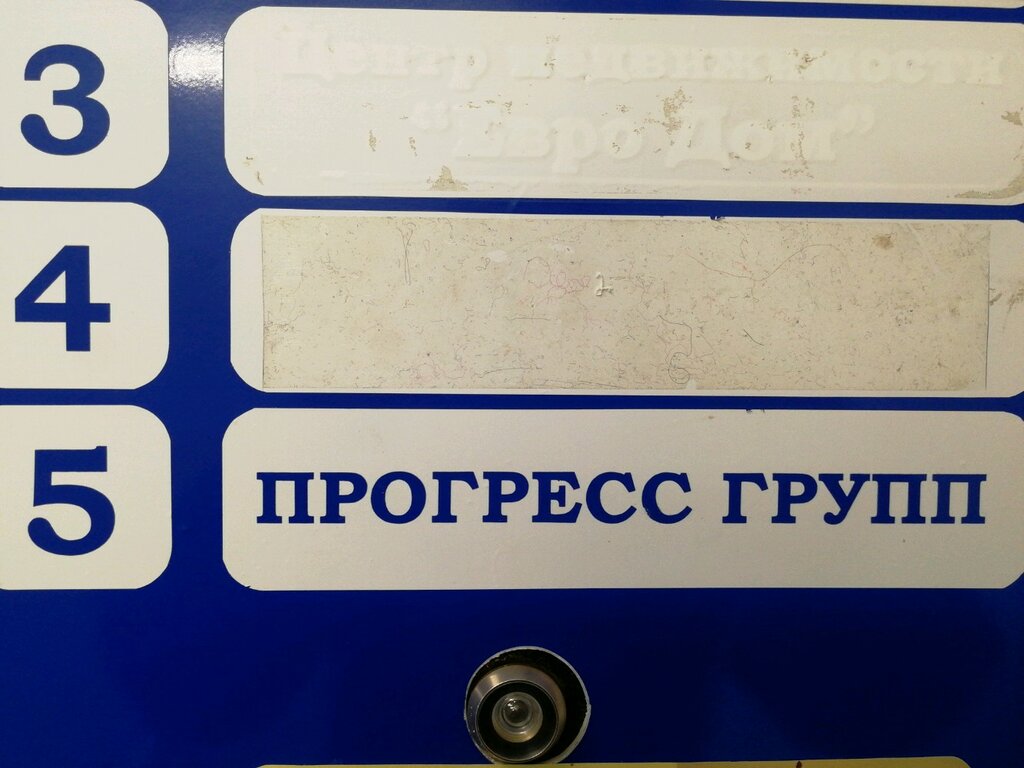 3
Центр недвижимости
"Евро Дом"
4
5
ПРОГРЕСС ГРУПП